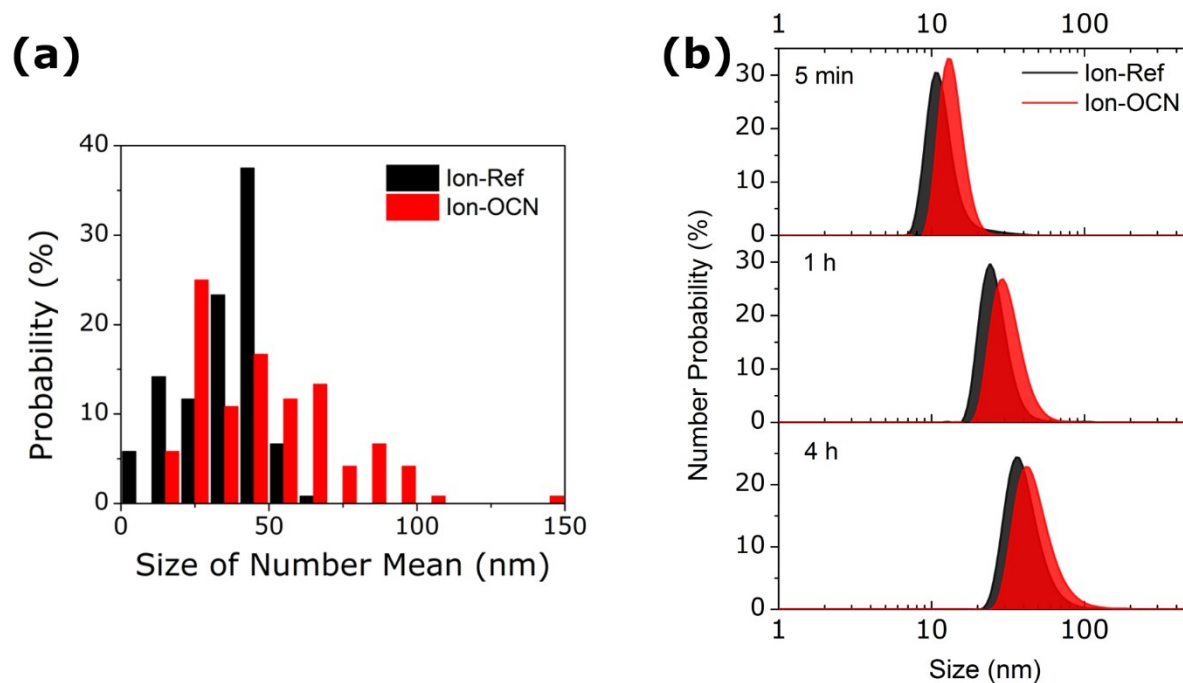 (a)
40
30
20
10
0
Probability (%)
Ion-Ref
Ion-OCN
0 50 100 150
Size of Number Mean (nm)
(b)
1 10 100
5 min
Ion-Ref
Ion-OCN
30
20
10
0
1 h
30
20
10
0
4 h
20
10
0
Number Probability (%)
1 10 100
Size (nm)